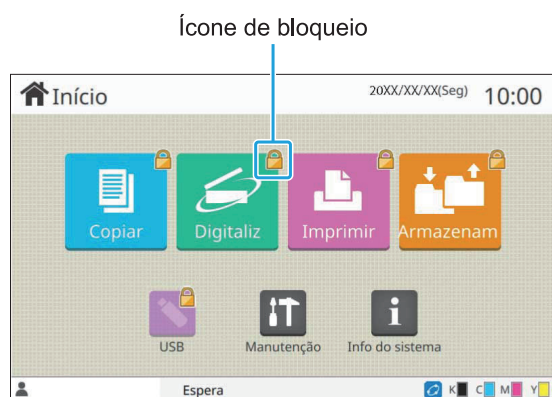 Ícone de bloqueio
Início 20XX/XX/XX(Seg) 10:00
Copiar Digitaliz Imprimir Armazenam
USB Manutenção Info do sistema
Espera K C M Y